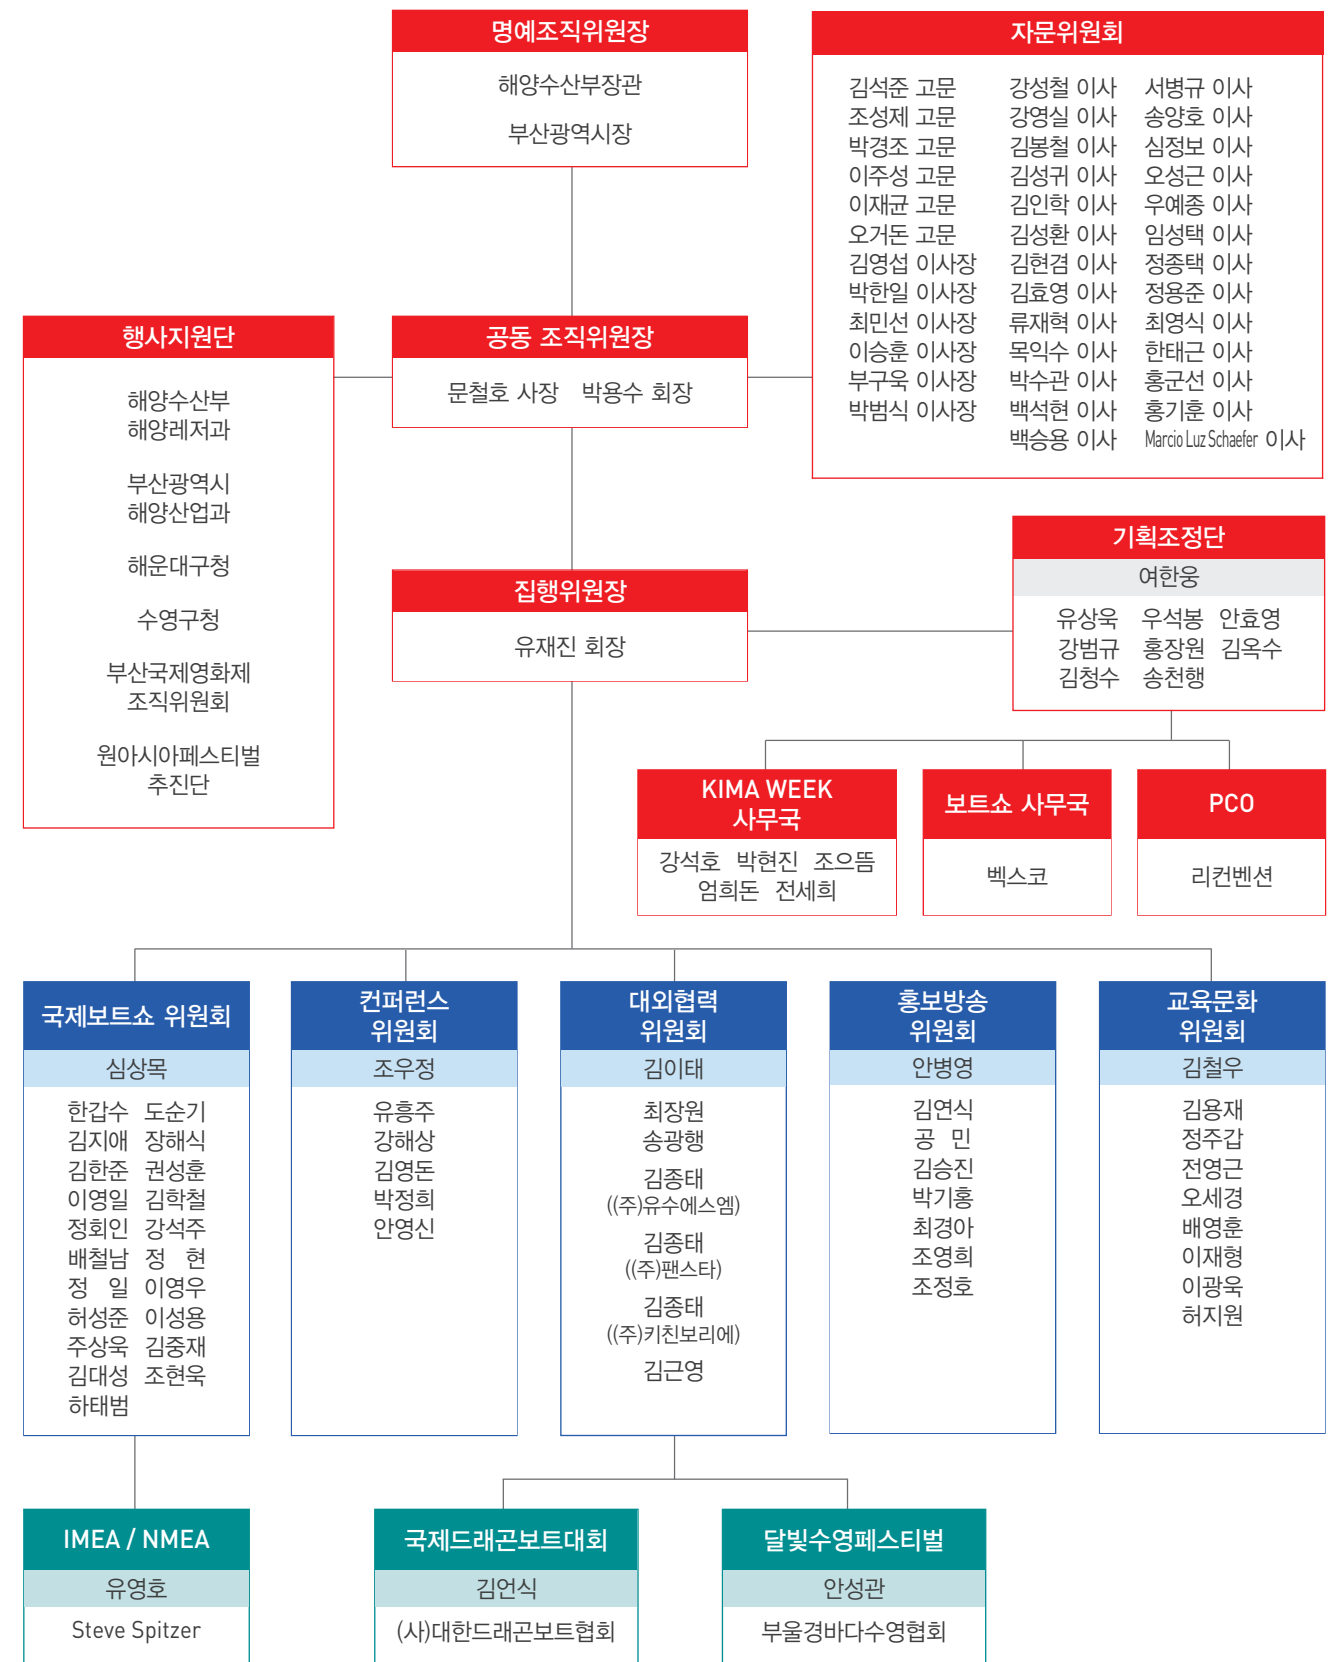 명예조직위원장
해양수산부장관
부산광역시장
자문위원회
김석준 고문 강성철 이사 서병규 이사
조성제 고문 강영실 이사 송양호 이사
박경조 고문 김봉철 이사 심정보 이사
이주성 고문 김성귀 이사 오성근 이사
이재균 고문 김인학 이사 우예종 이사
오거돈 고문 김성환 이사 임성택 이사
김영섭 이사장 김현겸 이사 정종택 이사
박한일 이사장 김효영 이사 정용준 이사
최민선 이사장 류재혁 이사 최영식 이사
이승훈 이사장 목익수 이사 한태근 이사
부구욱 이사장 박수관 이사 홍군선 이사
박범식 이사장 백석현 이사 홍기훈 이사
백승용 이사 Marcio Luz Schaefer 이사
행사지원단
해양수산부
해양레저과
부산광역시
해양산업과
해운대구청
수영구청
부산국제영화제
조직위원회
원아시아페스티벌
추진단
공동 조직위원장
문철호 사장 박용수 회장
집행위원장
유재진 회장
기획조정단
여한웅
유상욱 우석봉 안효영
강범규 홍장원 김옥수
김청수 송천행
KIMA WEEK
사무국
강석호 박현진 조으뜸
엄희돈 전세희
보트쇼 사무국
벡스코
PCO
리컨벤션
국제보트쇼 위원회
심상목
한갑수 도순기
김지애 장해식
김한준 권성훈
이영일 김학철
정회인 강석주
배철남 정 현
정 일 이영우
허성준 이성용
주상욱 김중재
김대성 조현욱
하태범
컨퍼런스
위원회
조우정
유흥주
강해상
김영돈
박정희
안영신
대외협력
위원회
김이태
최장원
송광행
김종태
((주)유수에스엠)
김종태
((주)팬스타)
김종태
((주)키친보리에)
김근영
홍보방송
위원회
안병영
김연식
공 민
김승진
박기홍
최경아
조영희
조정호
교육문화
위원회
김철우
김용재
정주갑
전영근
오세경
배영훈
이재형
이광욱
허지원
IMEA / NMEA
유영호
Steve Spitzer
국제드래곤보트대회
김언식
(사)대한드래곤보트협회
달빛수영페스티벌
안성관
부울경바다수영협회